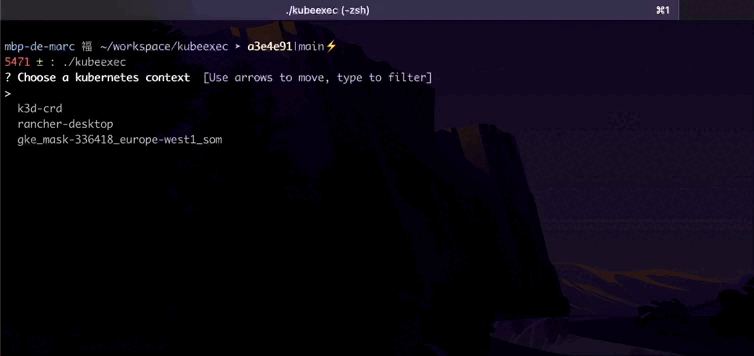 ./kubeexec (-zsh)
⌘1
mbp-de-marc 福 ~/workspace/kubeexec ➤ a3e4e91|main⚡
5471 ± : ./kubeexec
? Choose a kubernetes context  [Use arrows to move, type to filter]
>
k3d-crd
rancher-desktop
gke_mask-336418_europe-west1_som